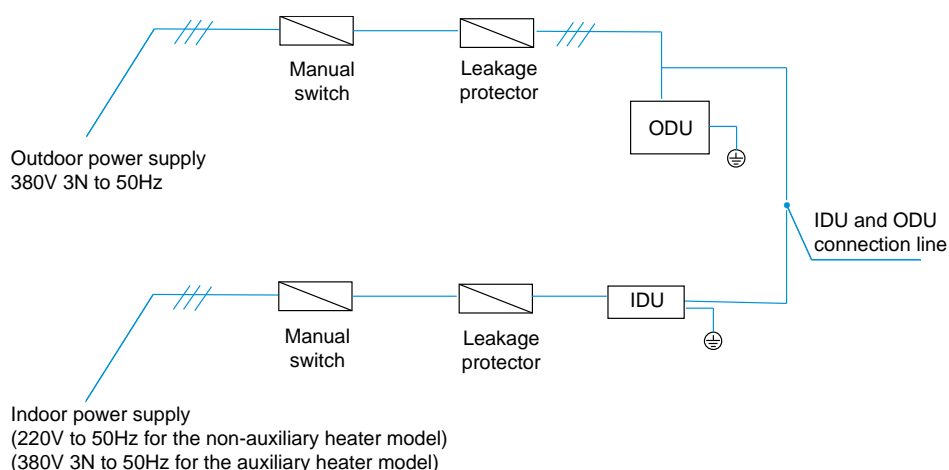 Manual
switch
Leakage
protector
ODU
Outdoor power supply
380V 3N to 50Hz
IDU and ODU
connection line
IDU
Manual
switch
Leakage
protector
Indoor power supply
(220V to 50Hz for the non-auxiliary heater model)
(380V 3N to 50Hz for the auxiliary heater model)